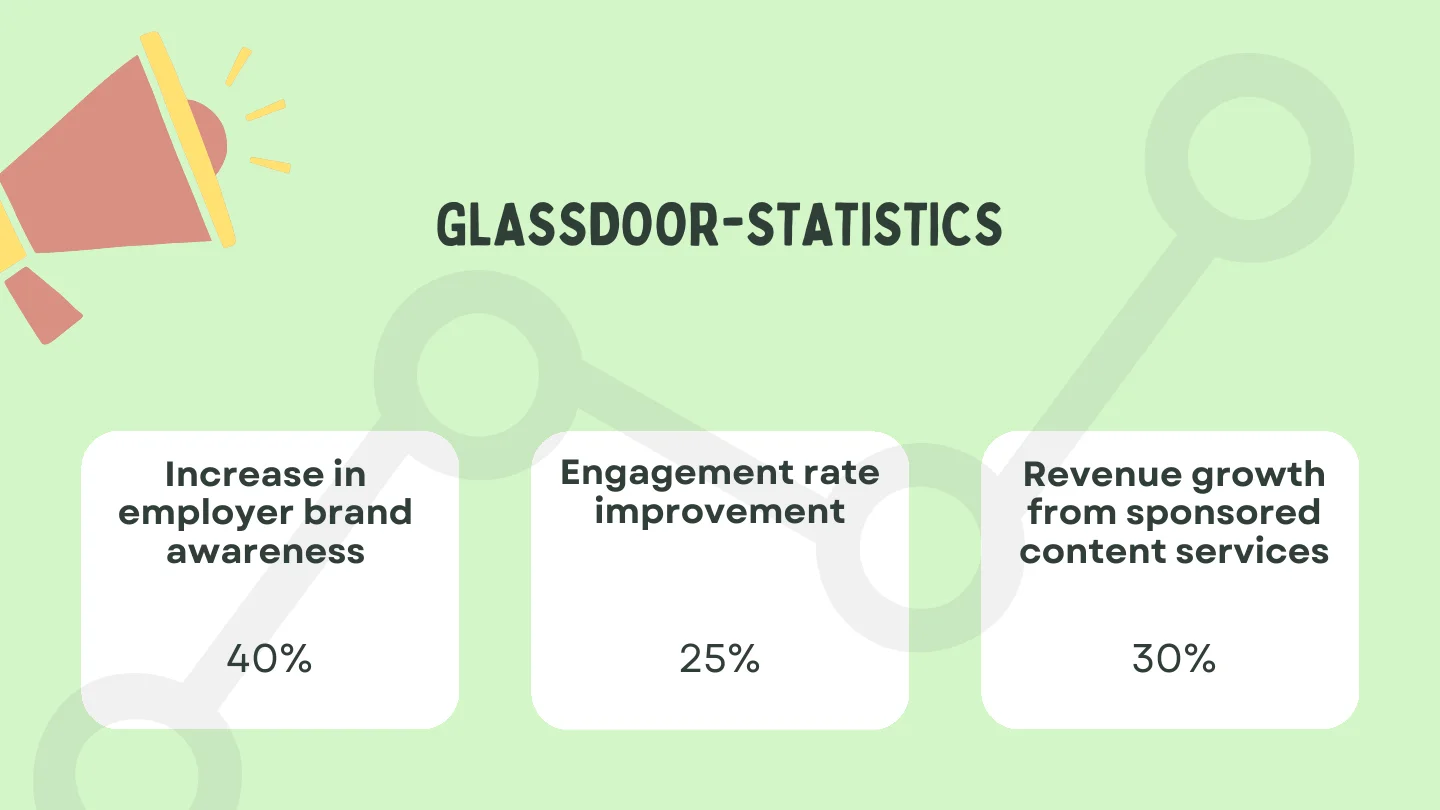 GLASSDOOR-STATISTICS
Increase in
employer brand
awareness
40%
Engagement rate
improvement
25%
Revenue growth
from sponsored
content services
30%